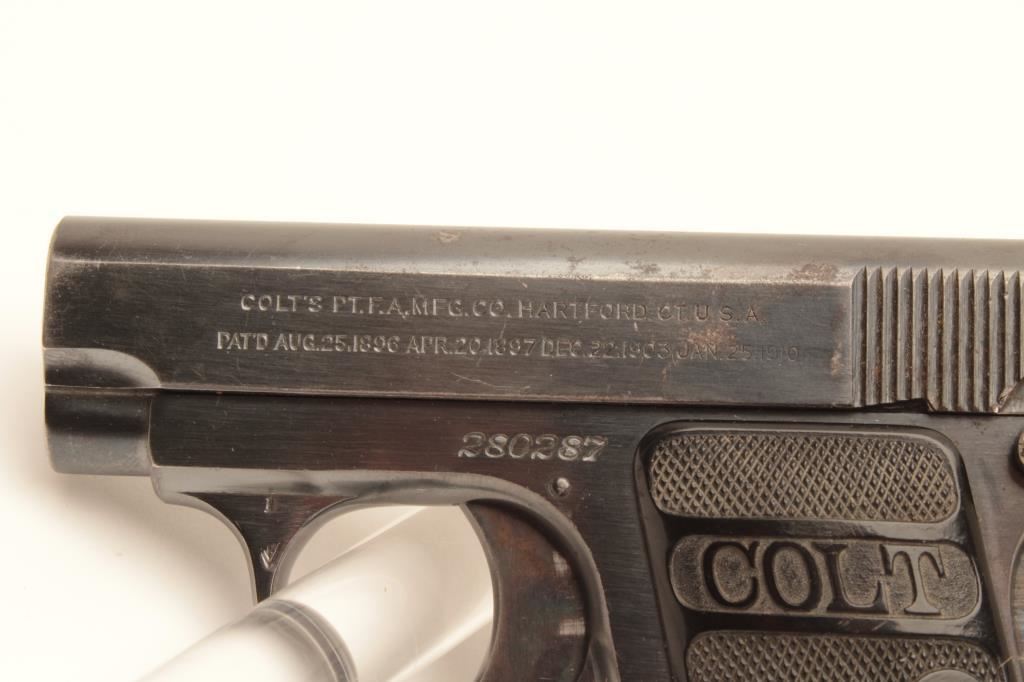 COLT'S PT. F.A. MFG. CO. HARTFORD CT. U.S.A.
PAT'D AUG. 25, 1896 APR. 20, 1897 DEC. 22, 1903, JAN. 25, 1910
280287
COLT